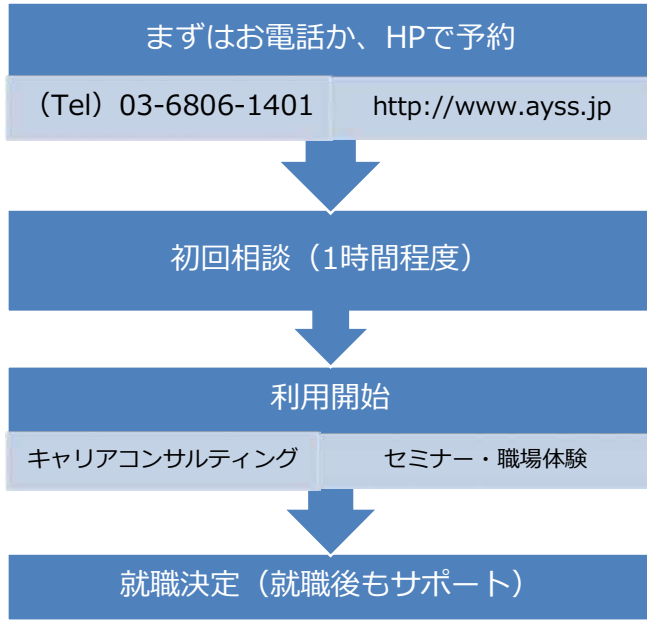 まずはお電話か、HPで予約
（Tel）03-6806-1401
http://www.ayss.jp
初回相談（1時間程度）
利用開始
キャリアコンサルティング
セミナー・職場体験
就職決定（就職後もサポート）